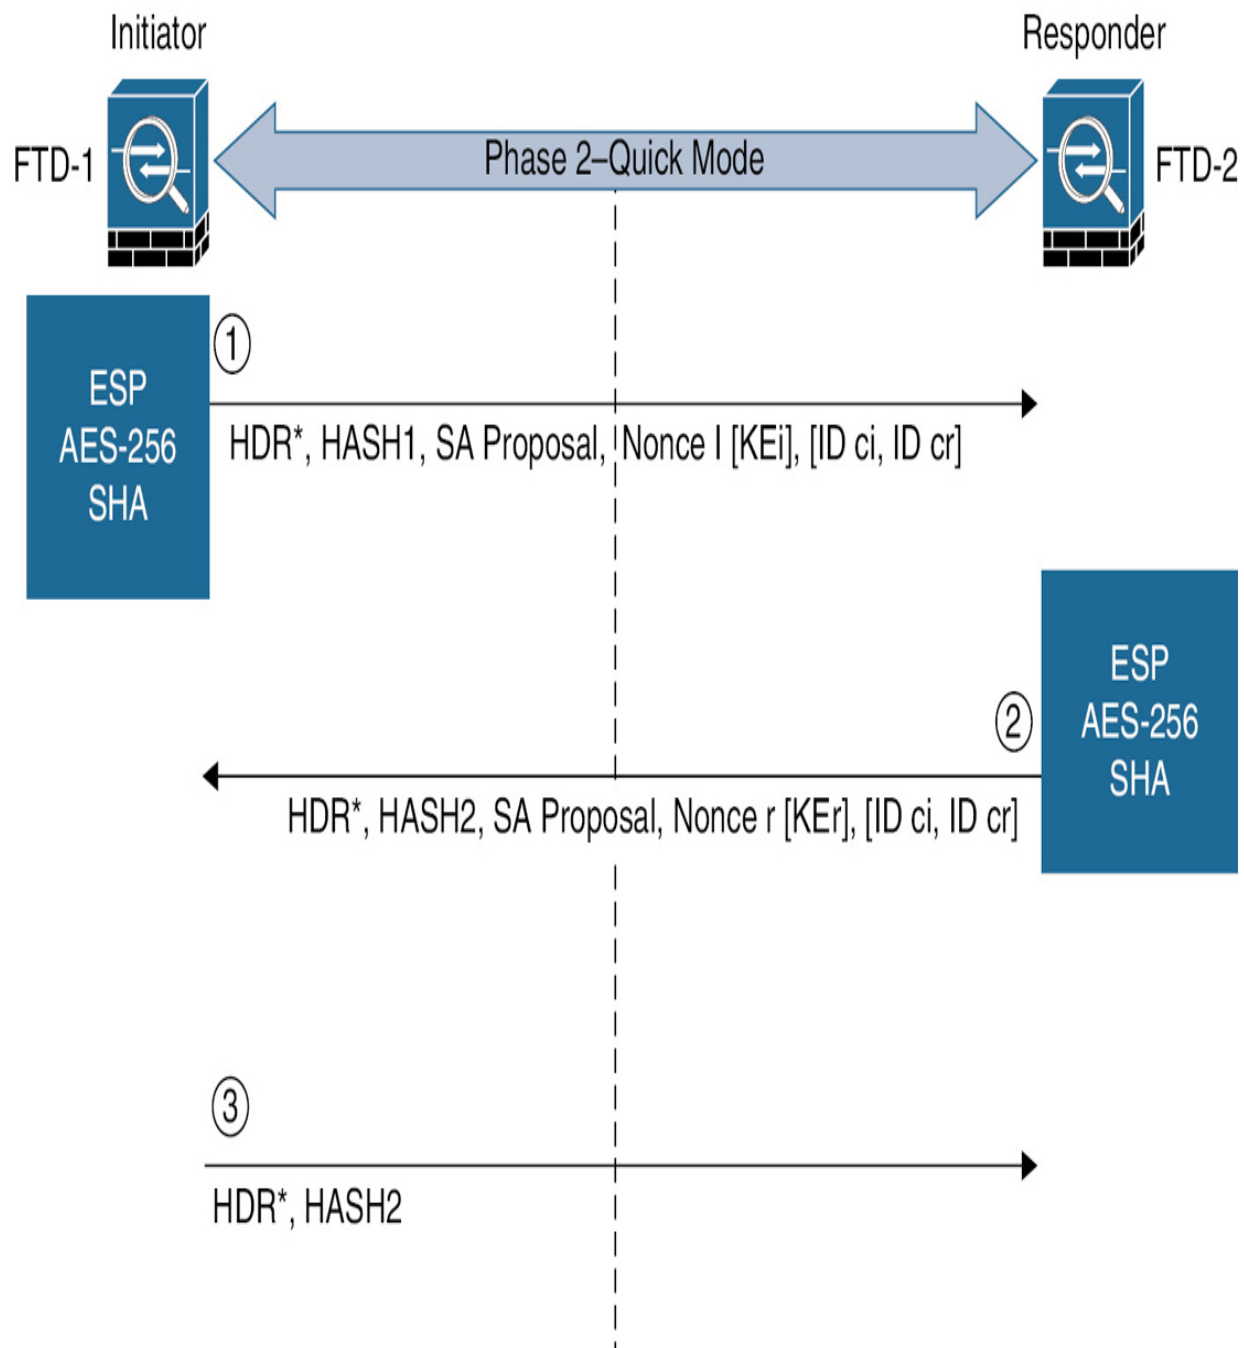 Initiator
Responder
FTD-1
Phase 2–Quick Mode
FTD-2
1
ESP
AES-256
SHA
HDR*, HASH1, SA Proposal, Nonce I [KEi], [ID ci, ID cr]
ESP
AES-256
SHA
2
HDR*, HASH2, SA Proposal, Nonce r [KEr], [ID ci, ID cr]
3
HDR*, HASH2